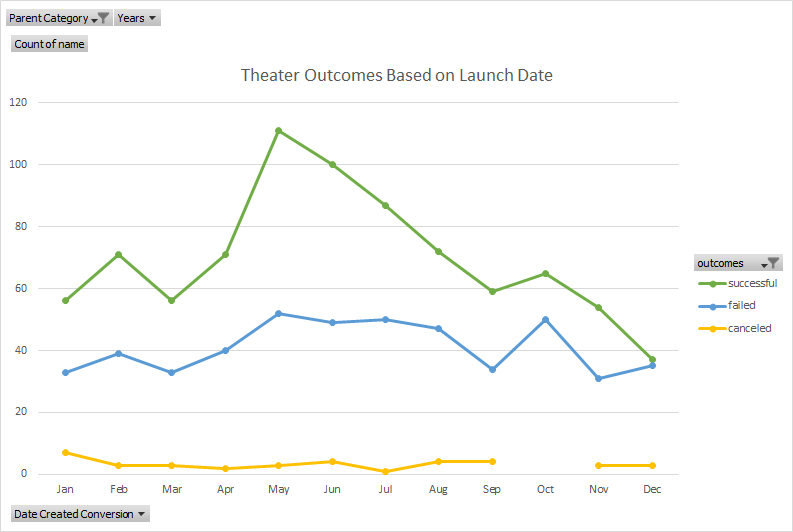 Parent Category Years
Count of name
Theater Outcomes Based on Launch Date
120
100
80
60
40
20
0
Jan Feb Mar Apr May Jun Jul Aug Sep Oct Nov Dec
outcomes
successful
failed
canceled
Date Created Conversion